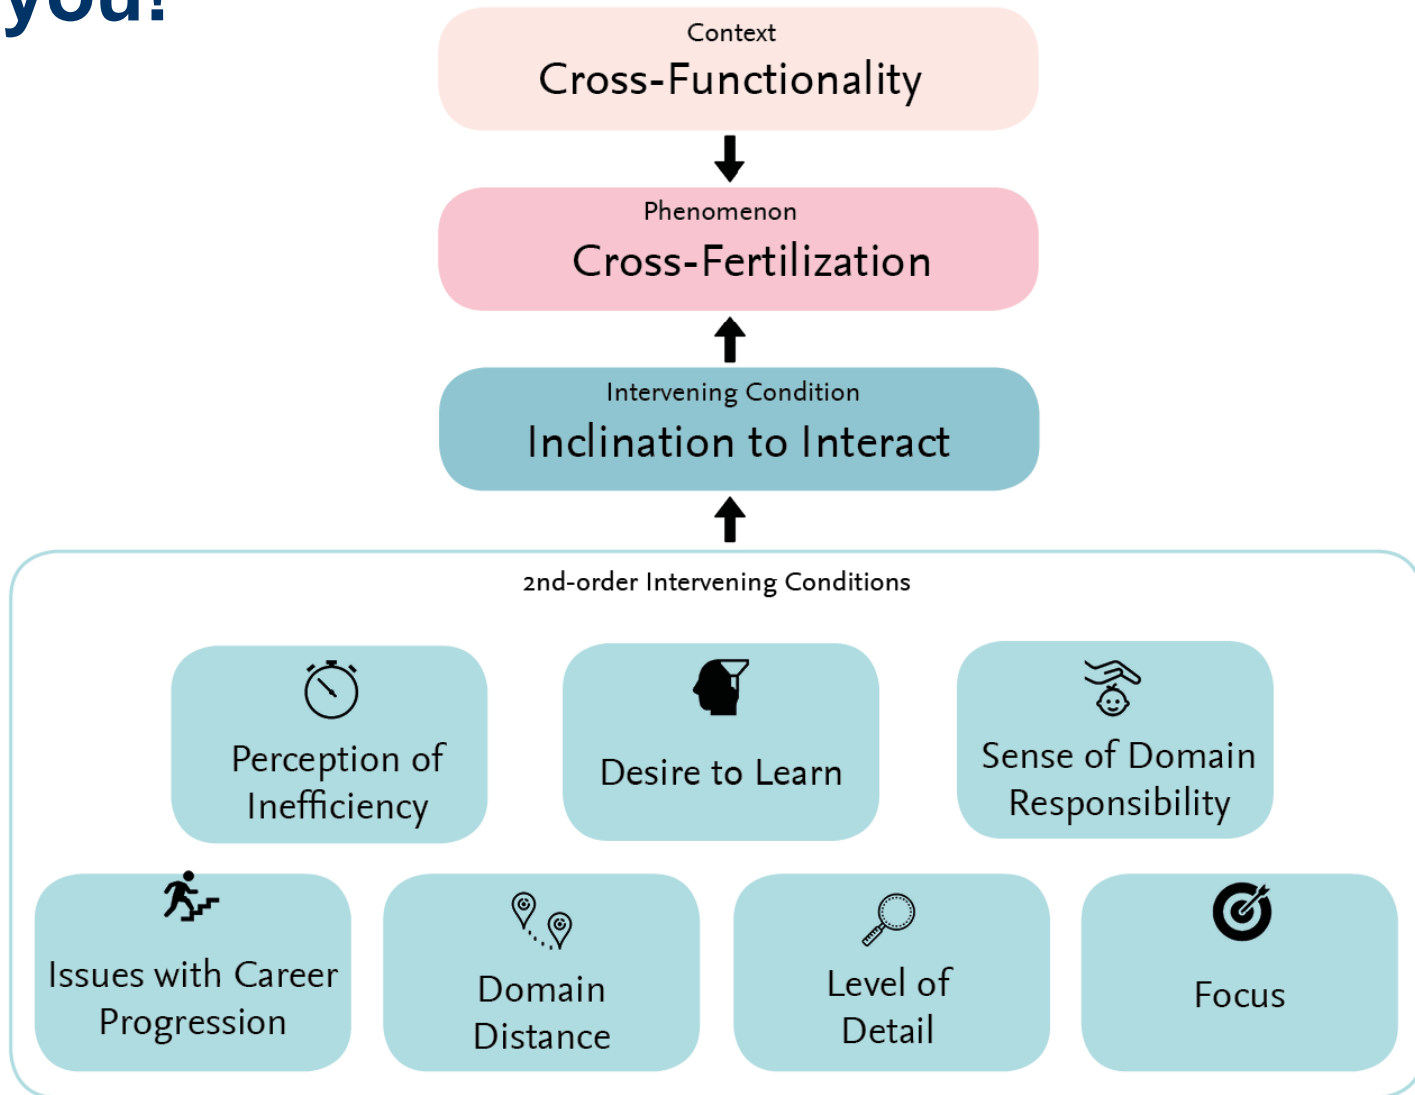 you!
Context
Cross-Functionality
Phenomenon
Cross-Fertilization
Intervening Condition
Inclination to Interact
2nd-order Intervening Conditions
Perception of
Inefficiency
Desire to Learn
Sense of Domain
Responsibility
Issues with Career
Progression
Domain
Distance
Level of
Detail
Focus